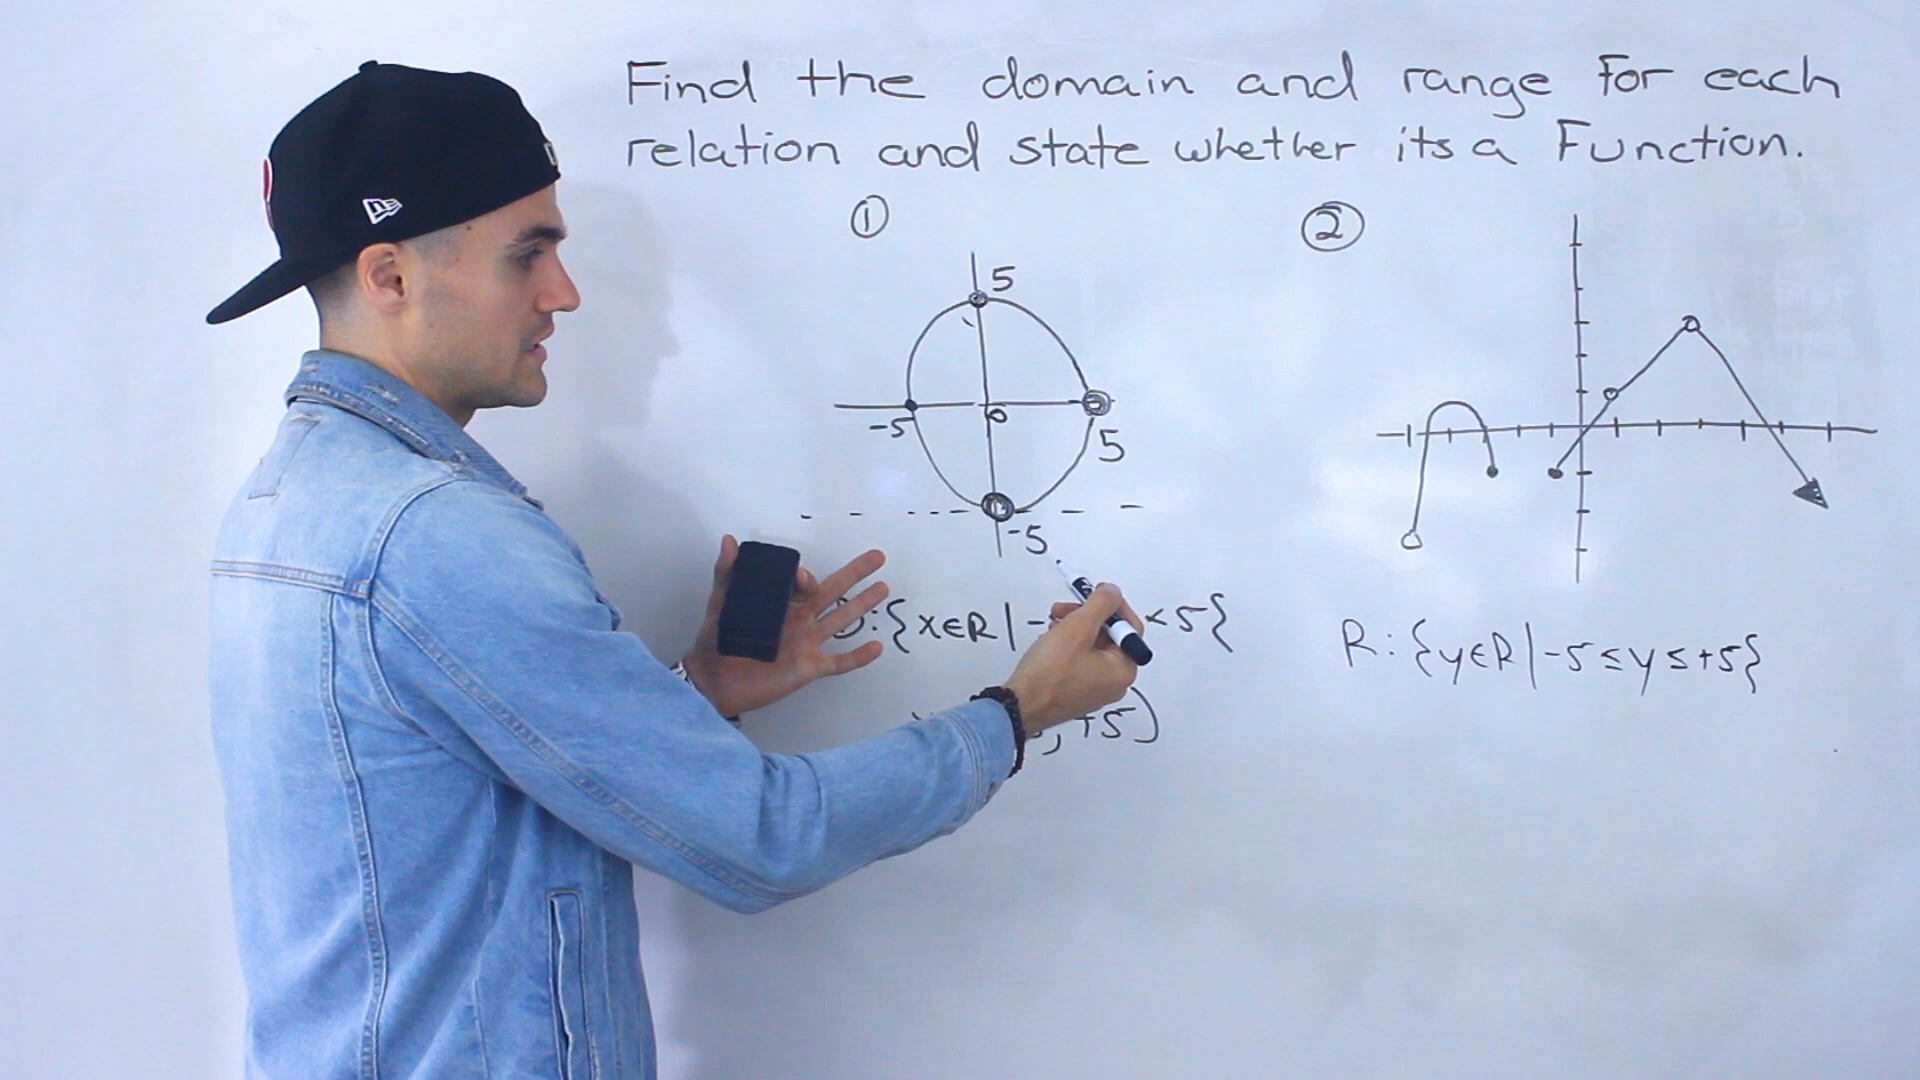 Find the domain and range for each
relation and state whether its a Function.
① ②
5
-5 0
5
-5
D:{x∈R|- <5}
R:{y∈R|-5≤y≤+5}
,+5)